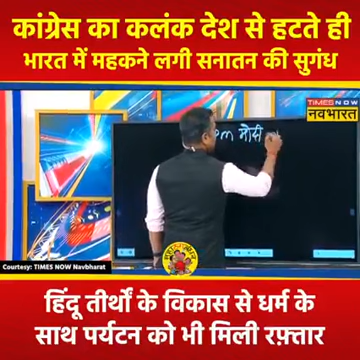 कांग्रेस का कलंक देश से हटते ही
भारत में महकने लगी सनातन की सुगंध
TIMES NOW
नवभारत
PM मोदी
Courtesy: TIMES NOW Navbharat
हिंदू तीर्थों के विकास से धर्म के
साथ पर्यटन को भी मिली रफ़्तार